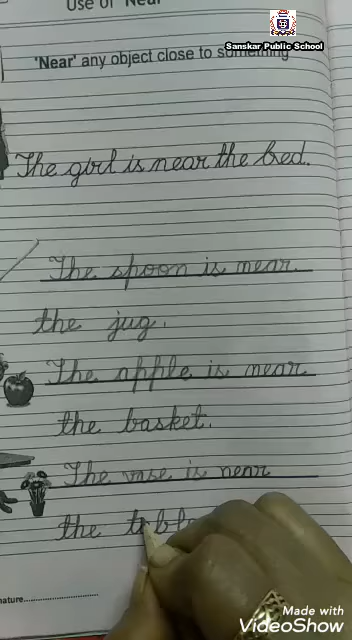 Use of 'Near'
Sanskar Public School
'Near' any object close to something
The girl is near the bed.
The spoon is near
the jug.
The apple is near
the basket.
The vase is near
the table
nature
Made with
VideoShow